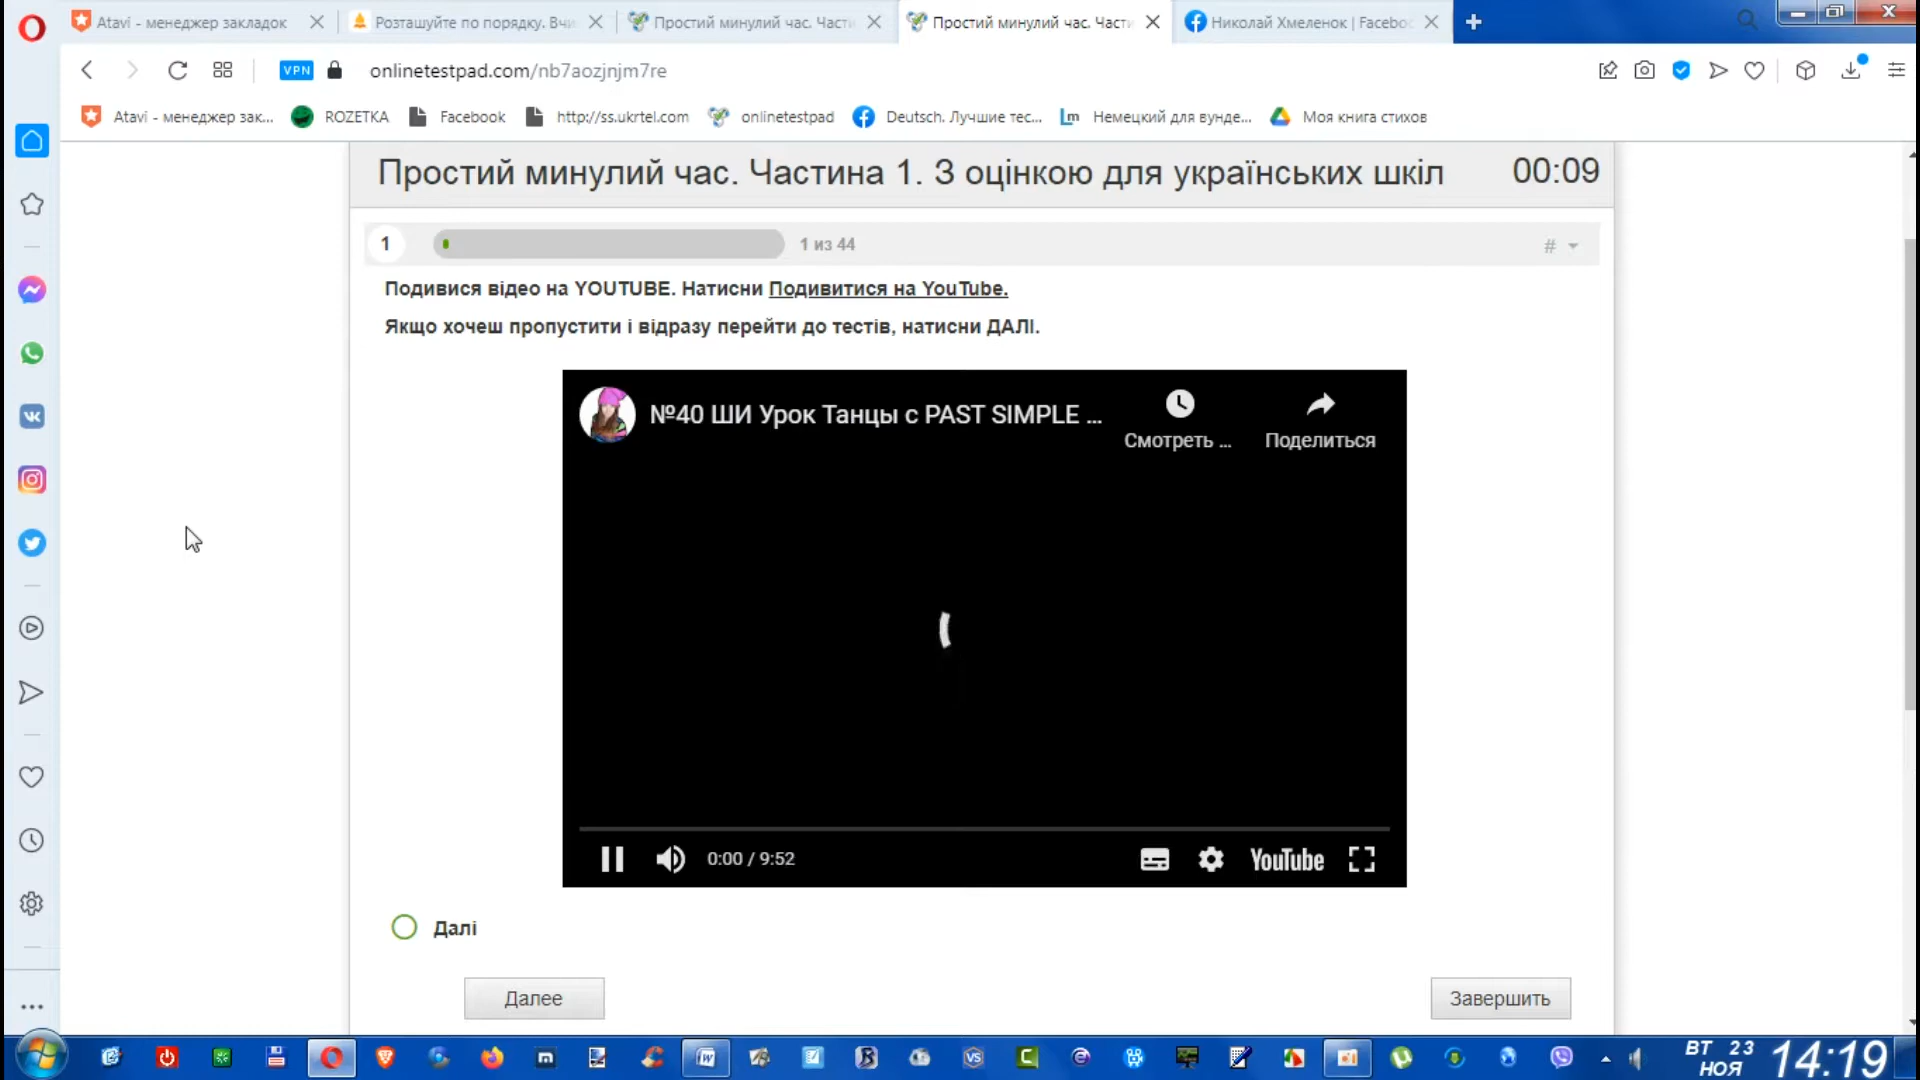 Atavi - менеджер закладок
Розташуйте по порядку. Вчи
Простий минулий час. Части
Простий минулий час. Части
Николай Хмеленок | Facebo
VPN
onlinetestpad.com/nb7aozjnjm7re
Atavi - менеджер зак...
ROZETKA
Facebook
http://ss.ukrtel.com
onlinetestpad
Deutsch. Лучшие тес...
Lm
Немецкий для вунде...
Моя книга стихов
Простий минулий час. Частина 1. З оцінкою для українських шкіл
00:09
1
1 из 44
#
Подивися відео на YOUTUBE. Натисни Подивитися на YouTube.
Якщо хочеш пропустити і відразу перейти до тестів, натисни ДАЛІ.
№40 ШИ Урок Танцы с PAST SIMPLE ...
Смотреть ...
Поделиться
0:00 / 9:52
YouTube
Далі
Далее
Завершить
ВТ 23
НОЯ
14:19